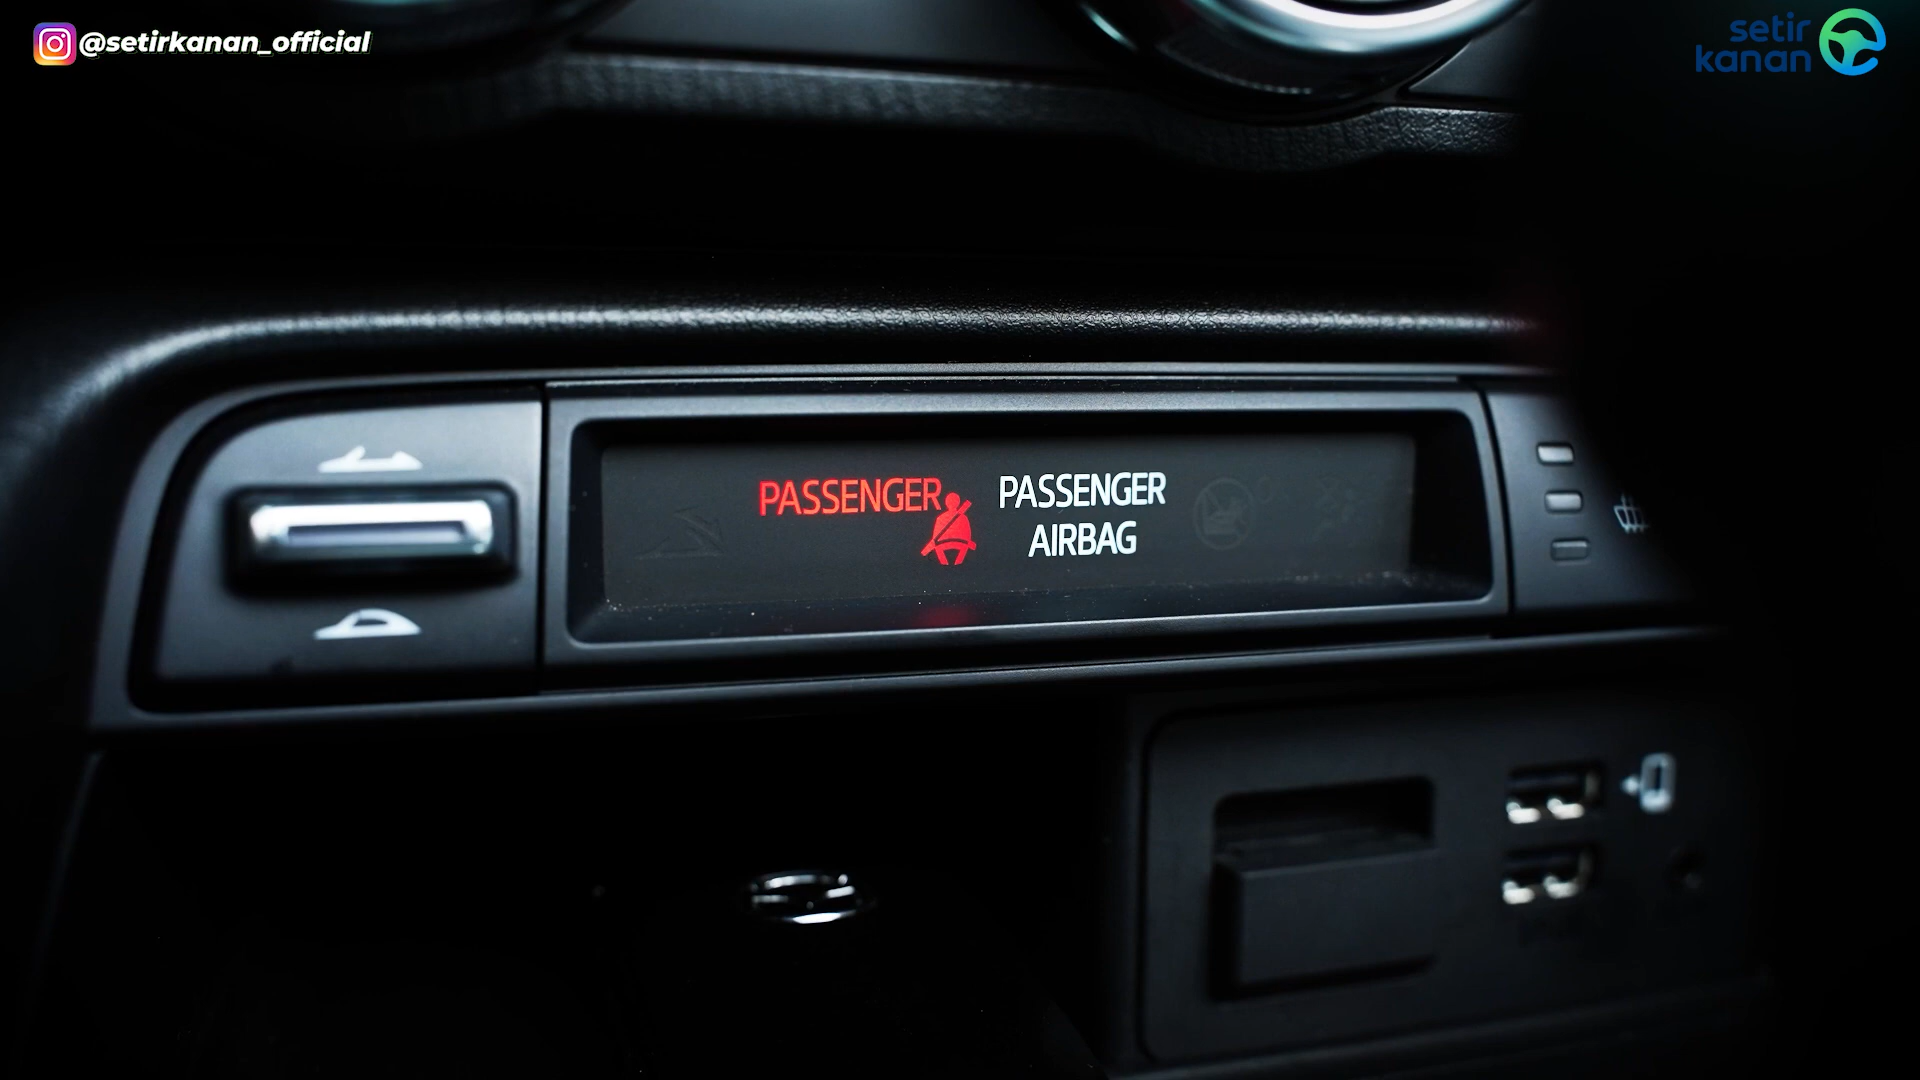 @setirkanan_official
setir
kanan
PASSENGER
PASSENGER
AIRBAG